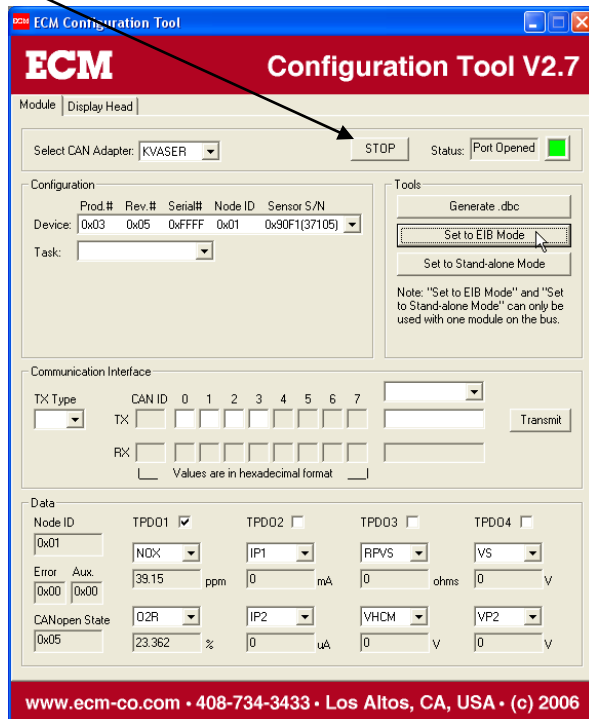 ECM ECM Configuration Tool
ECM Configuration Tool V2.7
Module Display Head
Select CAN Adapter: KVASER STOP Status: Port Opened
Configuration Tools
Prod.# Rev.# Serial# Node ID Sensor S/N
Generate .dbc
Device: 0x03 0x05 0xFFFF 0x01 0x90F1(37105)
Set to EIB Mode
Task:
Set to Stand-alone Mode
Note: "Set to EIB Mode" and "Set
to Stand-alone Mode" can only be
used with one module on the bus.
Communication Interface
TX Type CAN ID 0 1 2 3 4 5 6 7
TX Transmit
RX
Values are in hexadecimal format
Data
Node ID TPDO1 TPDO2 TPDO3 TPDO4
0x01
NOX IP1 RPVS VS
Error Aux. 39.15 ppm 0 mA 0 ohms 0 V
0x00 0x00
CANopen State O2R IP2 VHCM VP2
0x05 23.362 % 0 uA 0 V 0 V
www.ecm-co.com • 408-734-3433 • Los Altos, CA, USA • (c) 2006